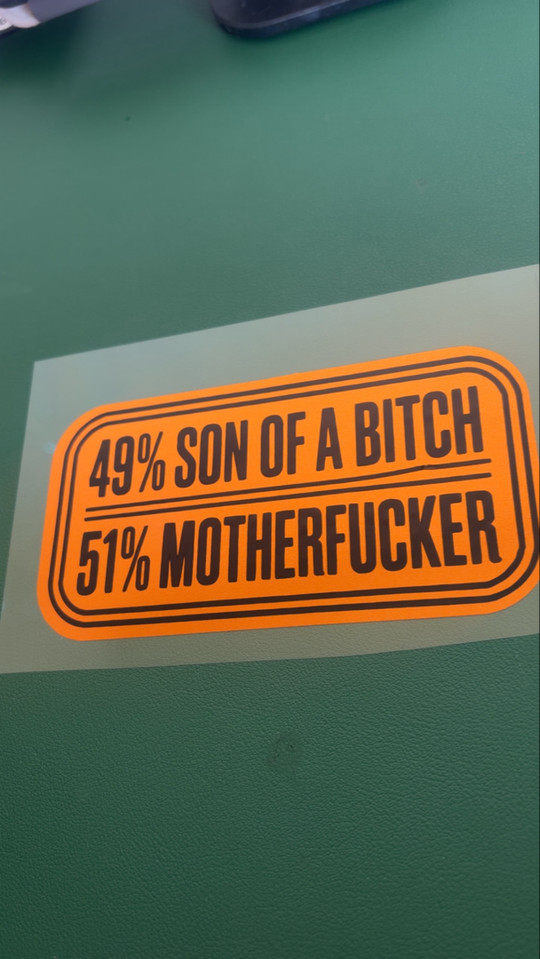 49% SON OF A BITCH
51% MOTHERFUCKER